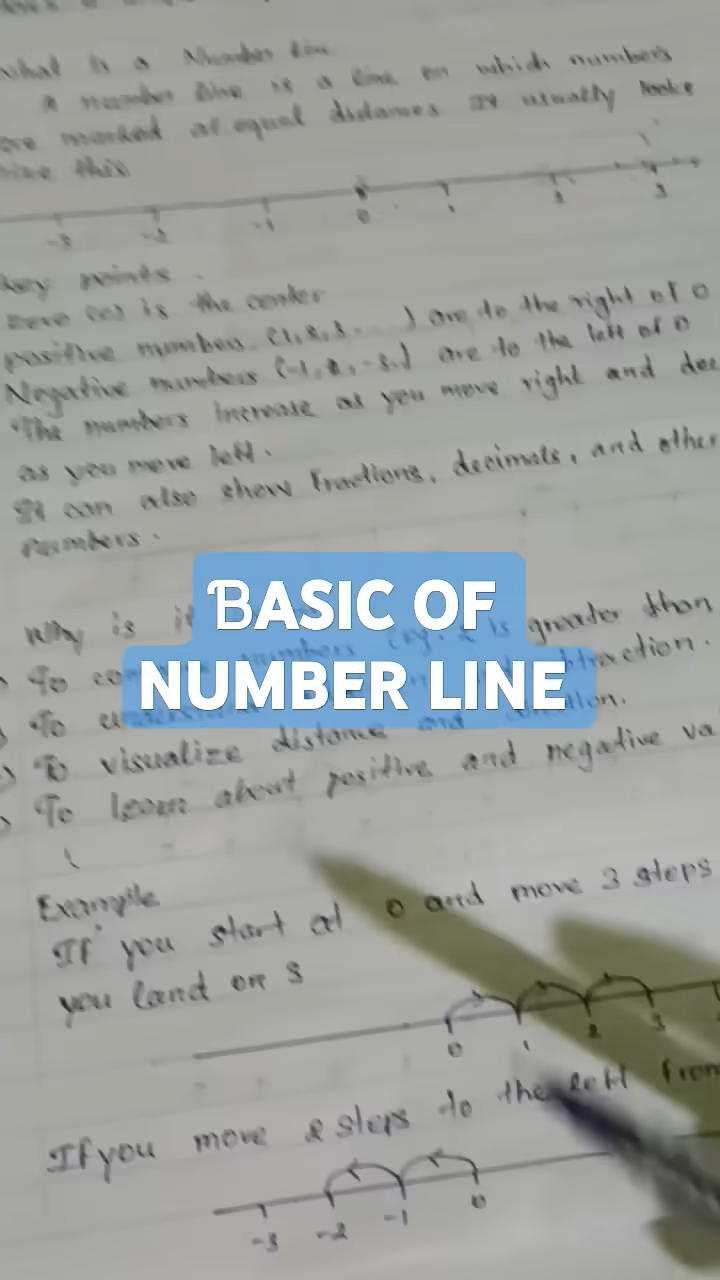 What is a Number Line
A number line is a line on which numbers
are marked at equal distances
this
-3 -2 -1 0 1 2 3
key points.
zero (0) is the center
positive numbers (1,2,3....) are to the right of 0
Negative numbers (-1,2,-3.) are to the left of 0
The numbers increase as you move right and dec
as you move left.
It can also show fractions, decimals, and other
numbers.
Why is
BASIC OF
NUMBER LINE
To numbers is greater than
To
To visualize distance and
To learn about positive and negative va
Example
If you start at 0 and move 3 steps
you land on 3
0 1 2 3
If you move 2 steps to the left from
-3 -2 -1 0